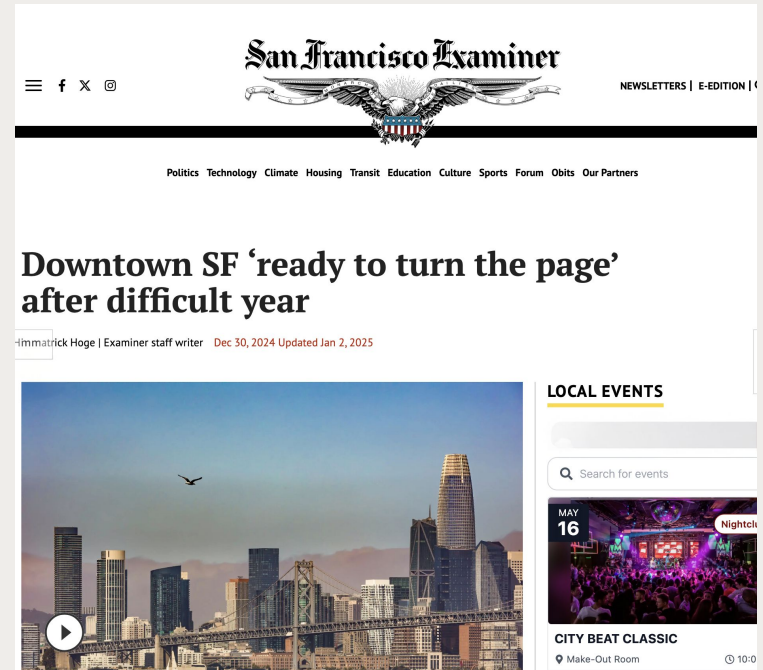 San Francisco Examiner
NEWSLETTERS | E-EDITION |
Politics Technology Climate Housing Transit Education Culture Sports Forum Obits Our Partners
Downtown SF ‘ready to turn the page’
after difficult year
Hoge | Examiner staff writer Dec 30, 2024 Updated Jan 2, 2025
LOCAL EVENTS
Search for events
MAY
16
CITY BEAT CLASSIC
Make-Out Room